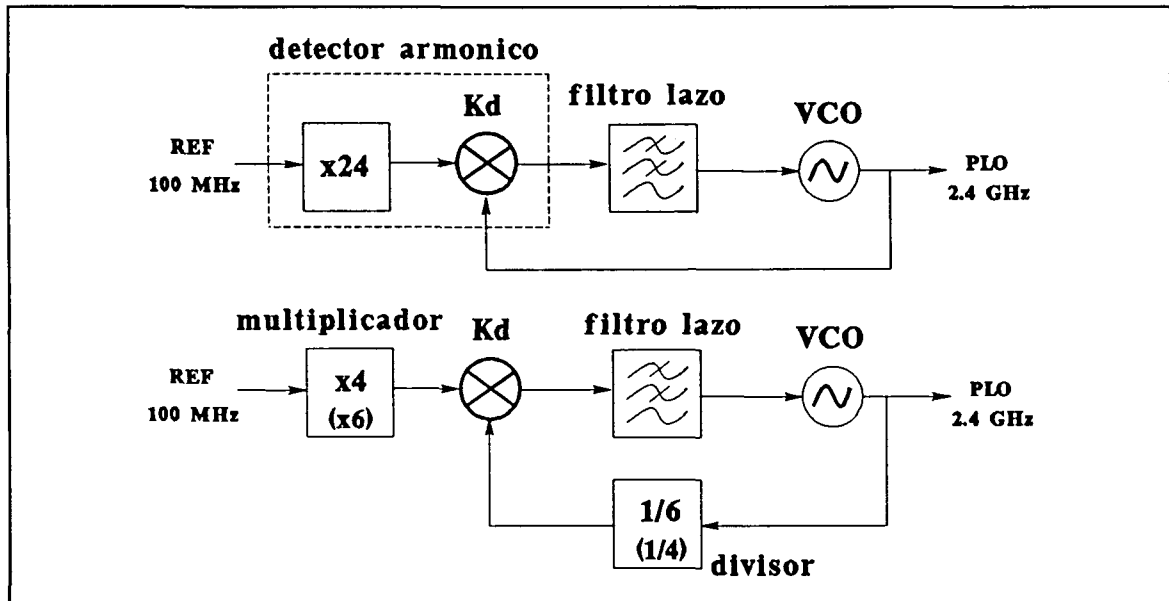 detector armonico
Kd
filtro lazo
VCO
REF
100 MHz
x24
PLO
2.4 GHz
multiplicador
Kd
filtro lazo
VCO
REF
100 MHz
x4
(x6)
PLO
2.4 GHz
1/6
(1/4)
divisor